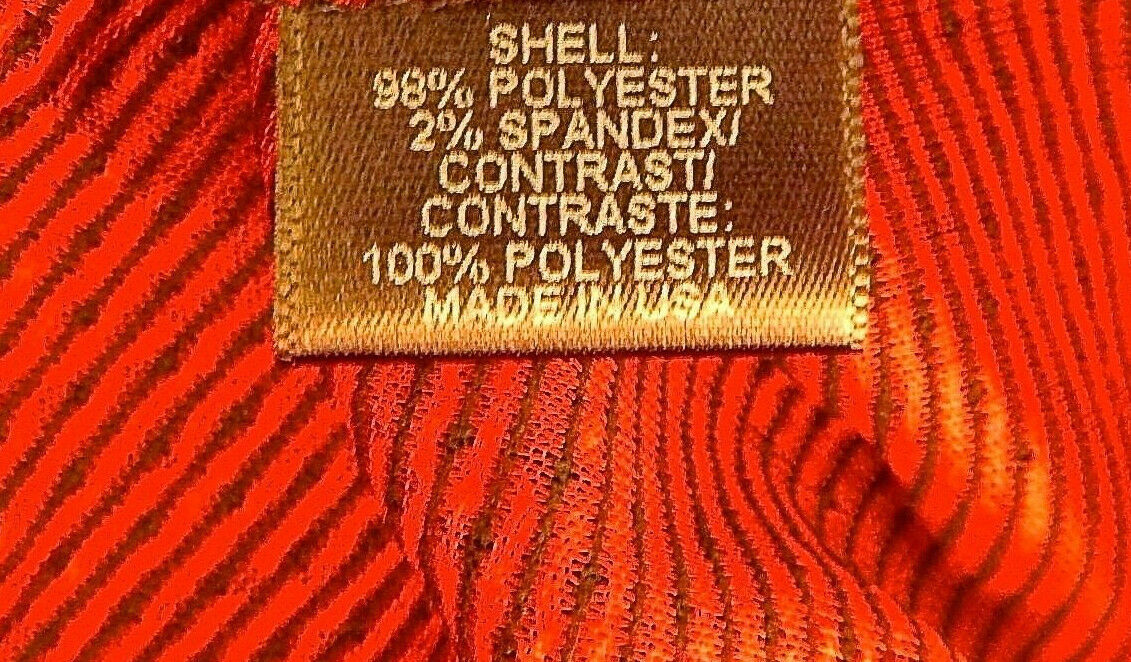 SHELL:
98% POLYESTER
2% SPANDEX/
CONTRAST/
CONTRASTE:
100% POLYESTER
MADE IN USA